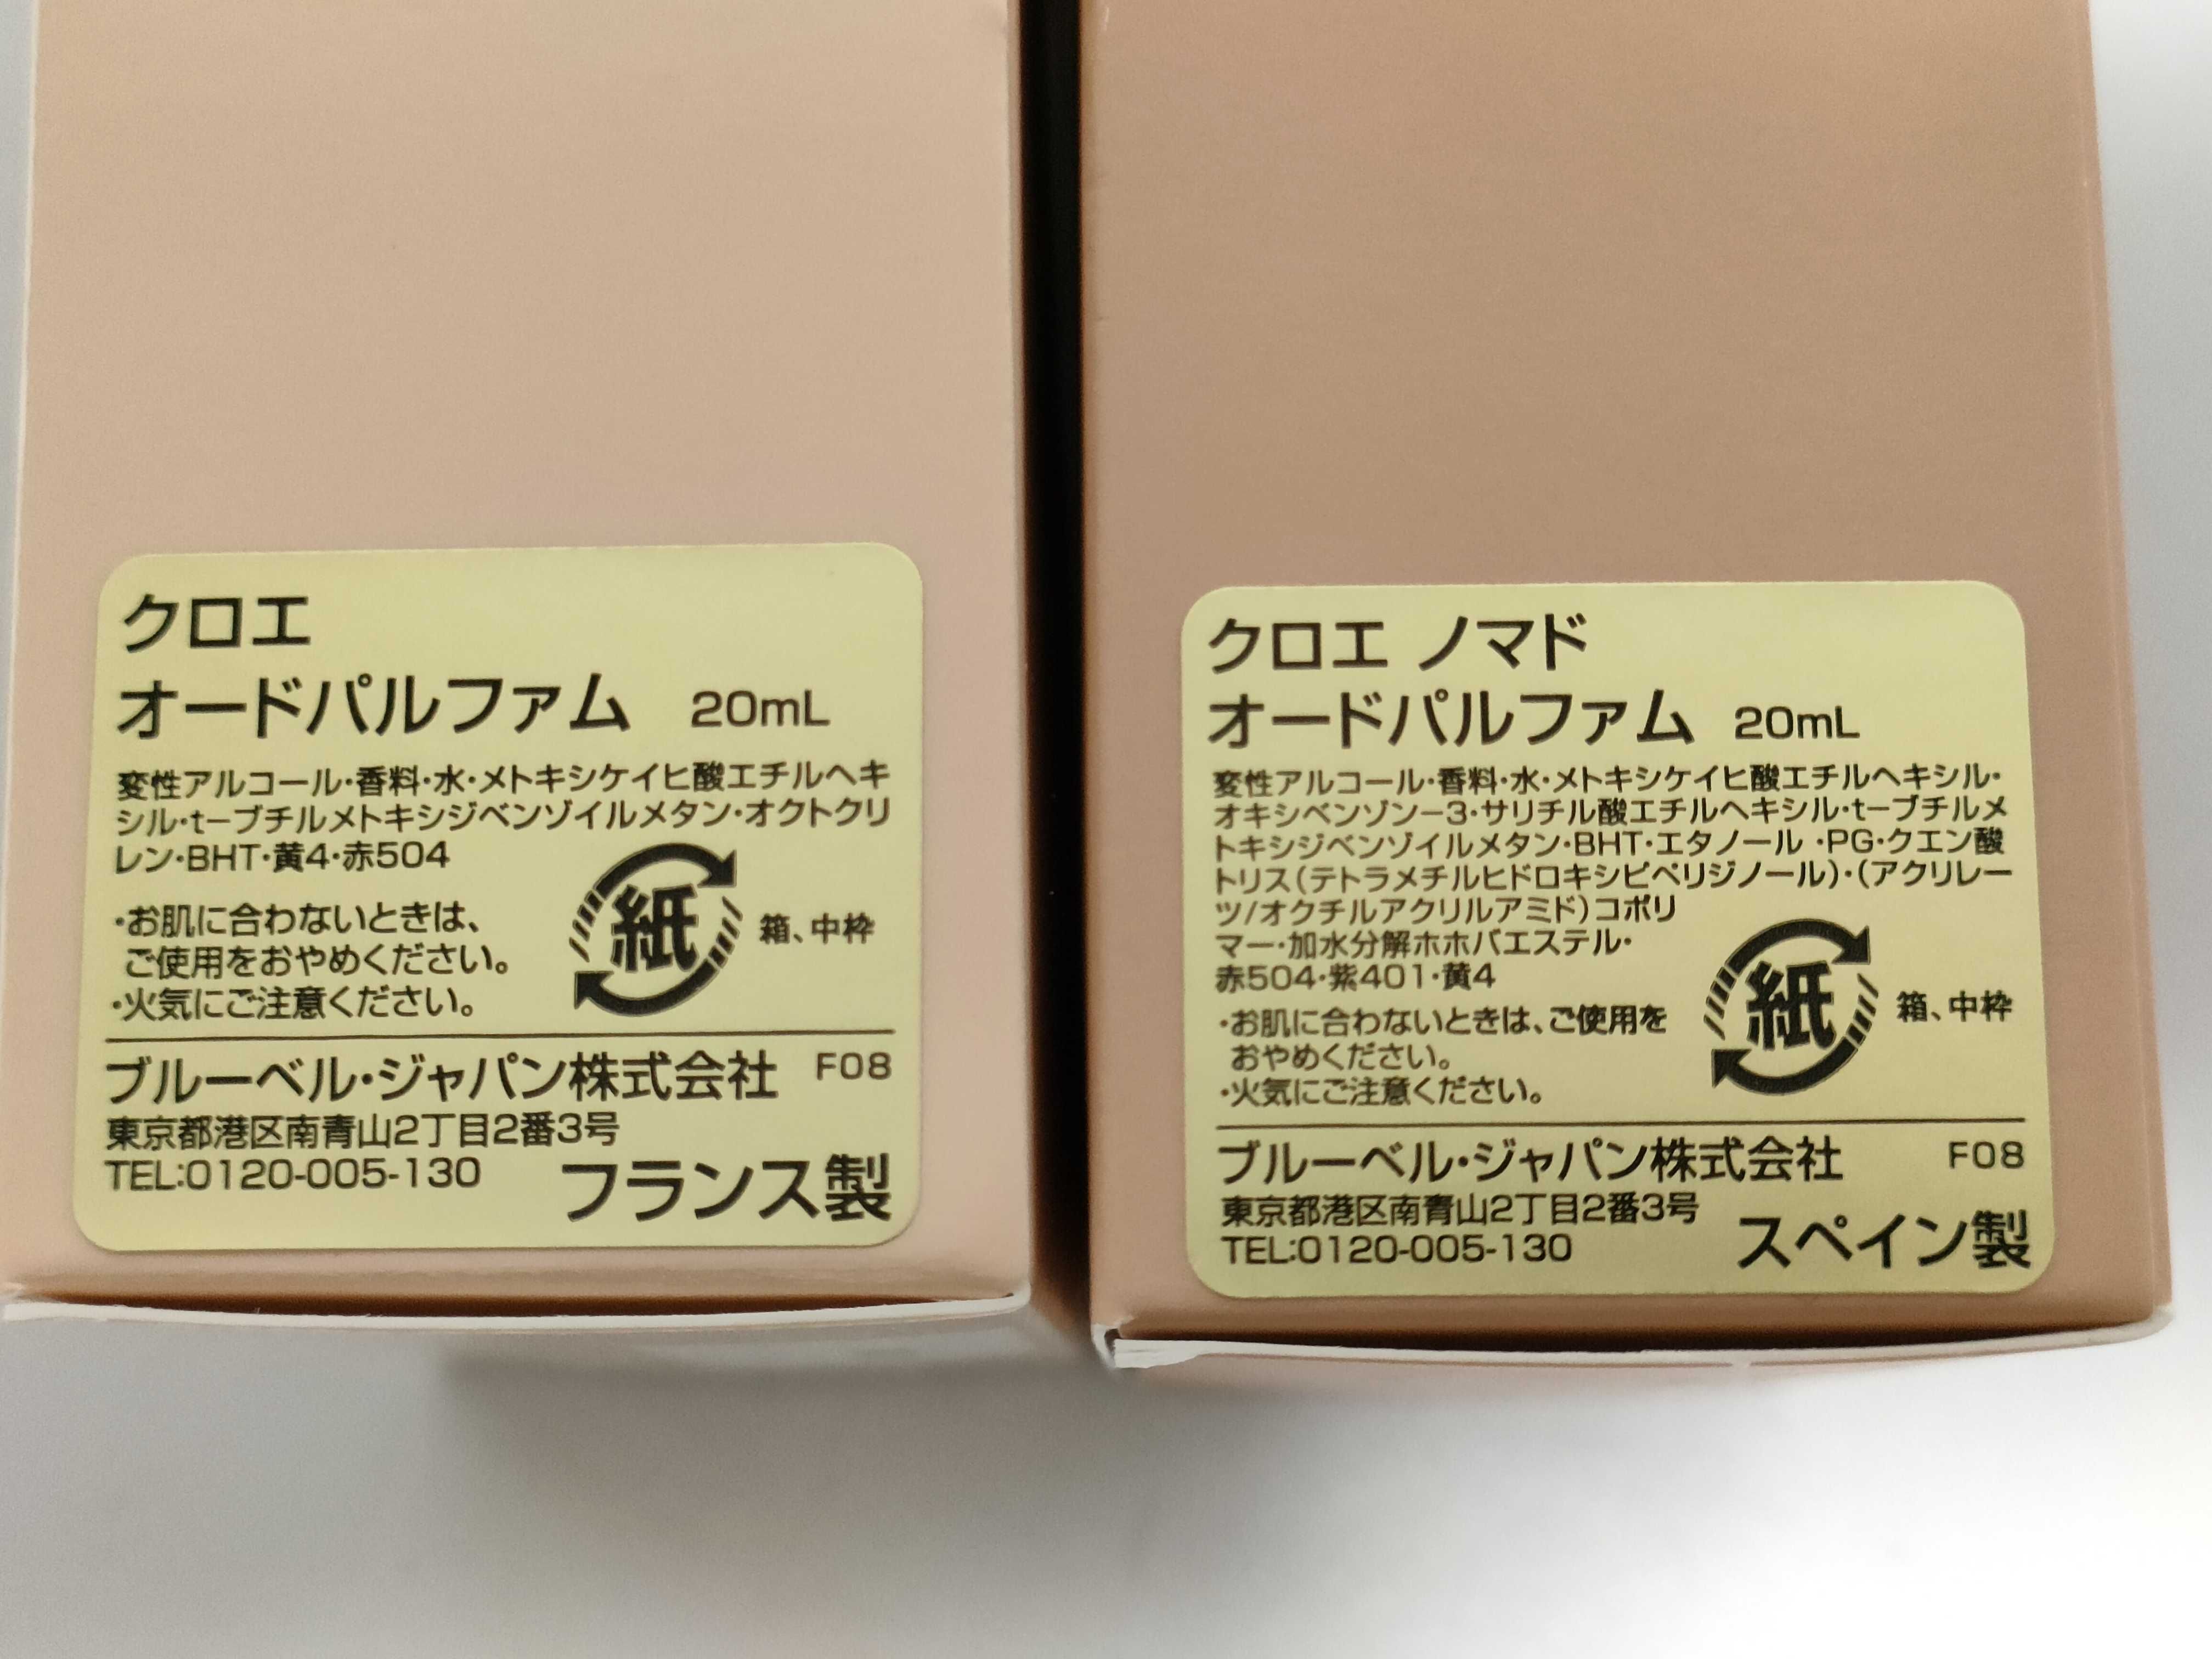 クロエ
オードパルファム 20mL
変性アルコール・香料・水・メトキシケイヒ酸エチルヘキ
シル・t－ブチルメトキシジベンゾイルメタン・オクトクリ
レン・BHT・黄4・赤504
・お肌に合わないときは、
ご使用をおやめください。
・火気にご注意ください。
紙
箱、中枠
ブルーベル・ジャパン株式会社 F08
東京都港区南青山2丁目2番3号
TEL:0120-005-130
フランス製
クロエ ノマド
オードパルファム 20mL
変性アルコール・香料・水・メトキシケイヒ酸エチルヘキシル・
オキシベンゾン－3・サリチル酸エチルヘキシル・t－ブチルメ
トキシジベンゾイルメタン・BHT・エタノール ・PG・クエン酸
トリス（テトラメチルヒドロキシピペリジノール）・（アクリレー
ツ/オクチルアクリルアミド）コポリ
マー・加水分解ホホバエステル・
赤504・紫401・黄4
・お肌に合わないときは、ご使用を
おやめください。
・火気にご注意ください。
紙
箱、中枠
ブルーベル・ジャパン株式会社 F08
東京都港区南青山2丁目2番3号
TEL:0120-005-130
スペイン製